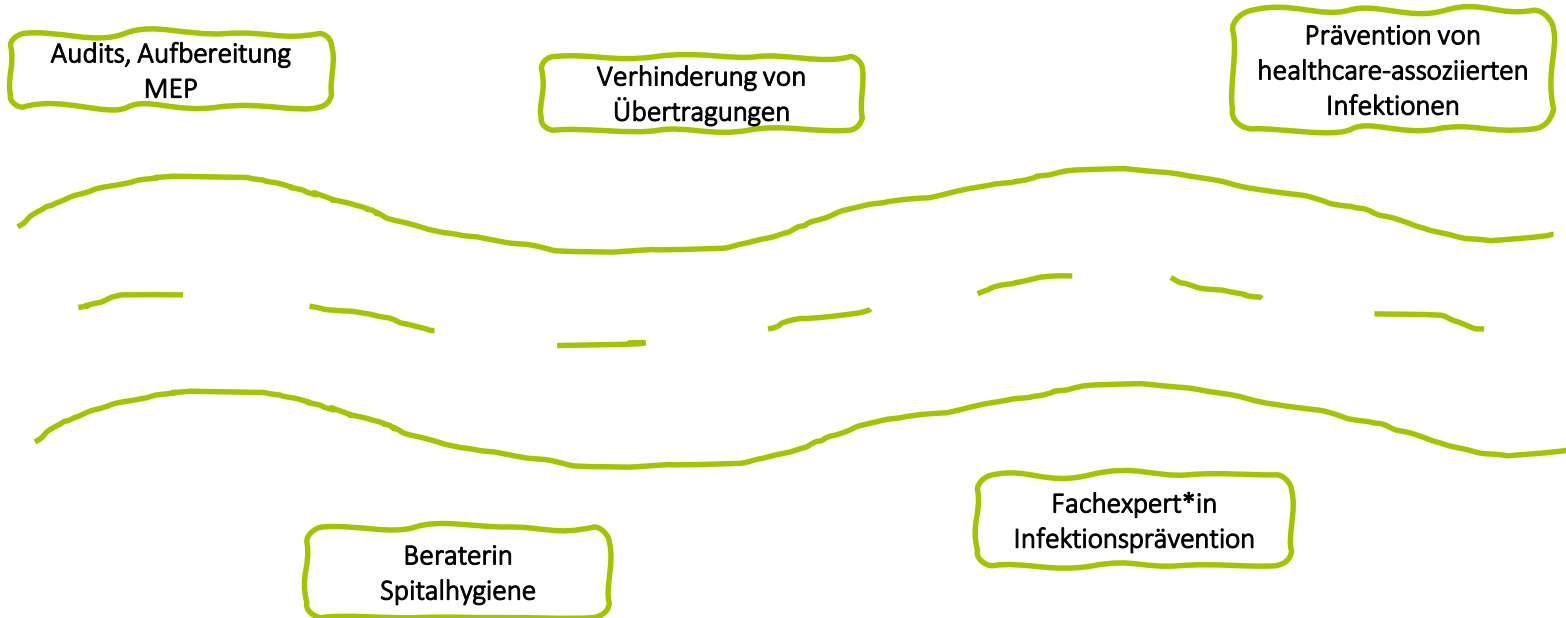 Audits, Aufbereitung
MEP
Verhinderung von
Übertragungen
Prävention von
healthcare-assoziierten
Infektionen
Beraterin
Spitalhygiene
Fachexpert*in
Infektionsprävention